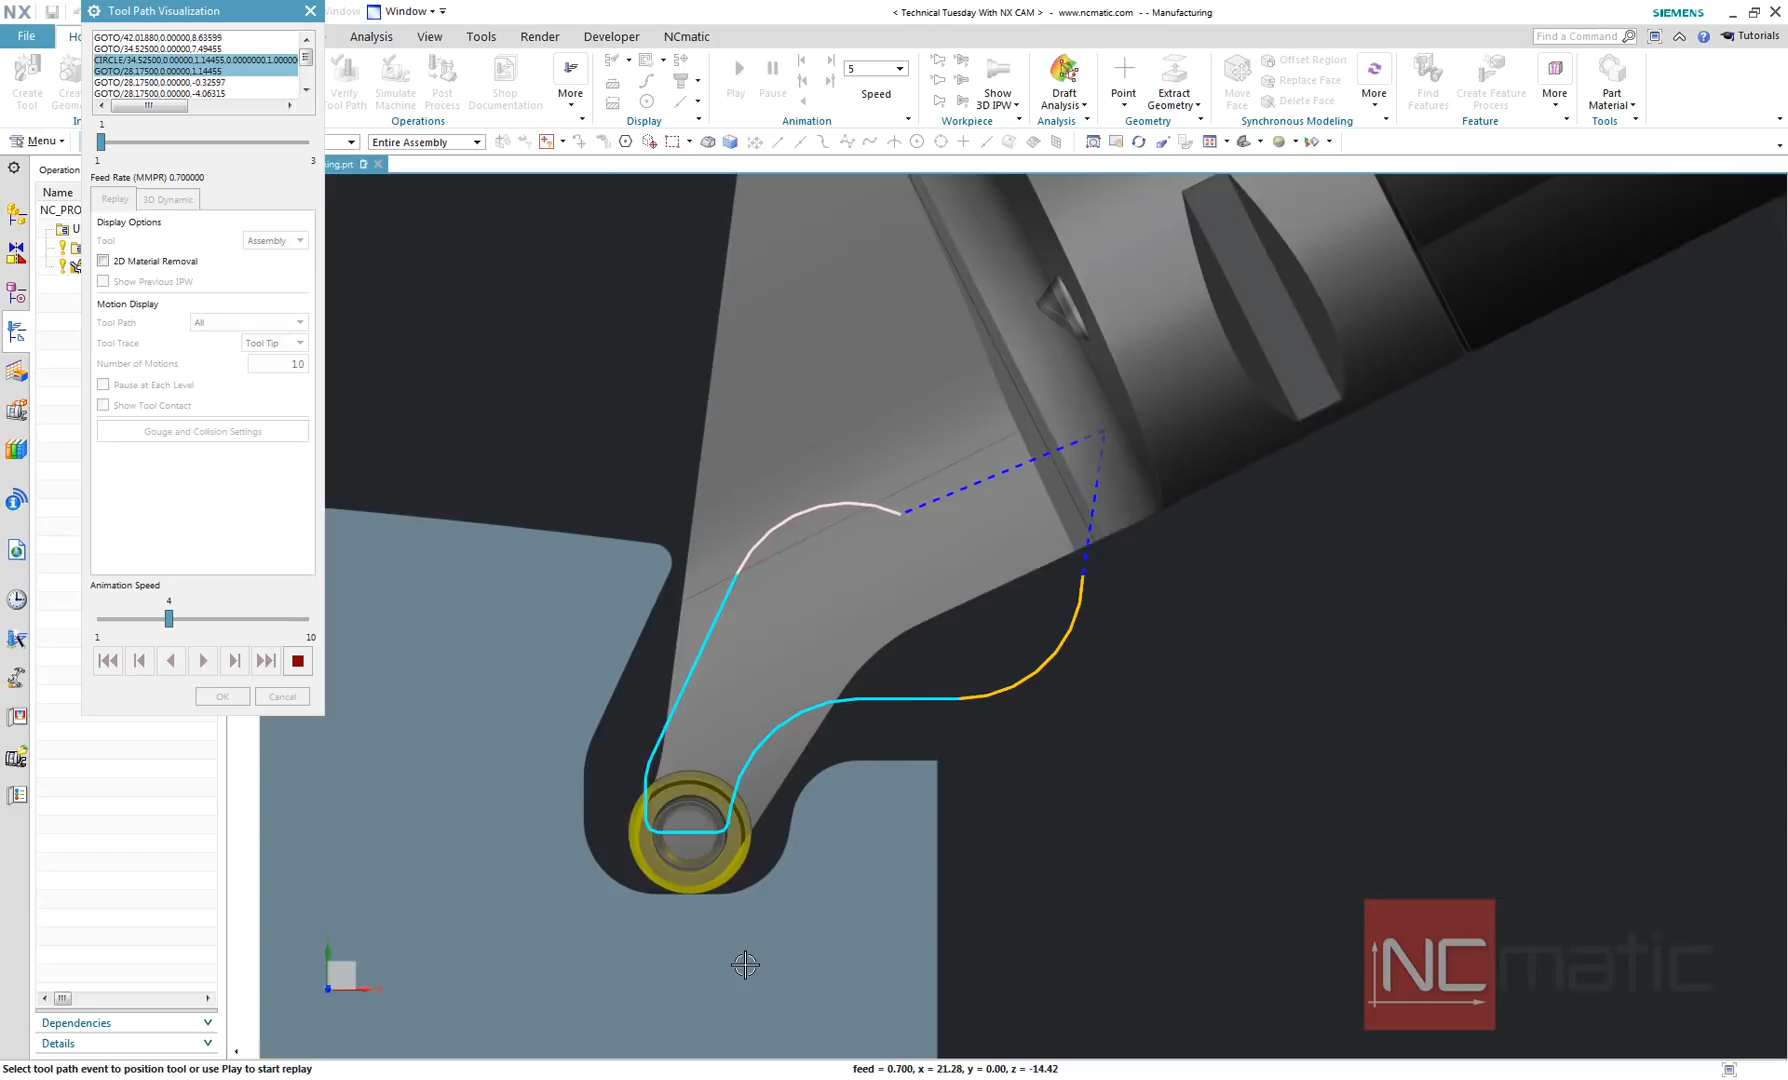 NX
Tool Path Visualization
Window
Window
< Technical Tuesday With NX CAM > - www.ncmatic.com - Manufacturing
SIEMENS
File
Analysis
View
Tools
Render
Developer
NCmatic
Find a Command
Tutorials
GOTO/42.01880,0.00000,8.63599
GOTO/34.52500,0.00000,7.49455
CIRCLE/34.52500,0.00000,1.14455,0.0000000,1.00000
GOTO/28.17500,0.00000,1.14455
GOTO/28.17500,0.00000,-0.32597
GOTO/28.17500,0.00000,-4.06315
Create Tool
Verify Tool Path
Simulate Machine
Post Process
Shop Documentation
More
Operations
Display
Play
Pause
5
Speed
Animation
Show 3D IPW
Workpiece
Draft Analysis
Analysis
Point
Extract Geometry
Geometry
Move Face
Offset Region
Replace Face
Delete Face
More
Synchronous Modeling
Find Features
Create Feature Process
More
Feature
Part Material
Tools
Menu
Entire Assembly
1
1
3
Operation
Name
NC_PRO
U
Feed Rate (MMPR) 0.700000
Replay
3D Dynamic
Display Options
Tool
Assembly
2D Material Removal
Show Previous IPW
Motion Display
Tool Path
All
Tool Trace
Tool Tip
Number of Motions
10
Pause at Each Level
Show Tool Contact
Gouge and Collision Settings
Animation Speed
4
1
10
OK
Cancel
Dependencies
Details
NCmatic
Select tool path event to position tool or use Play to start replay
feed = 0.700, x = 21.28, y = 0.00, z = -14.42